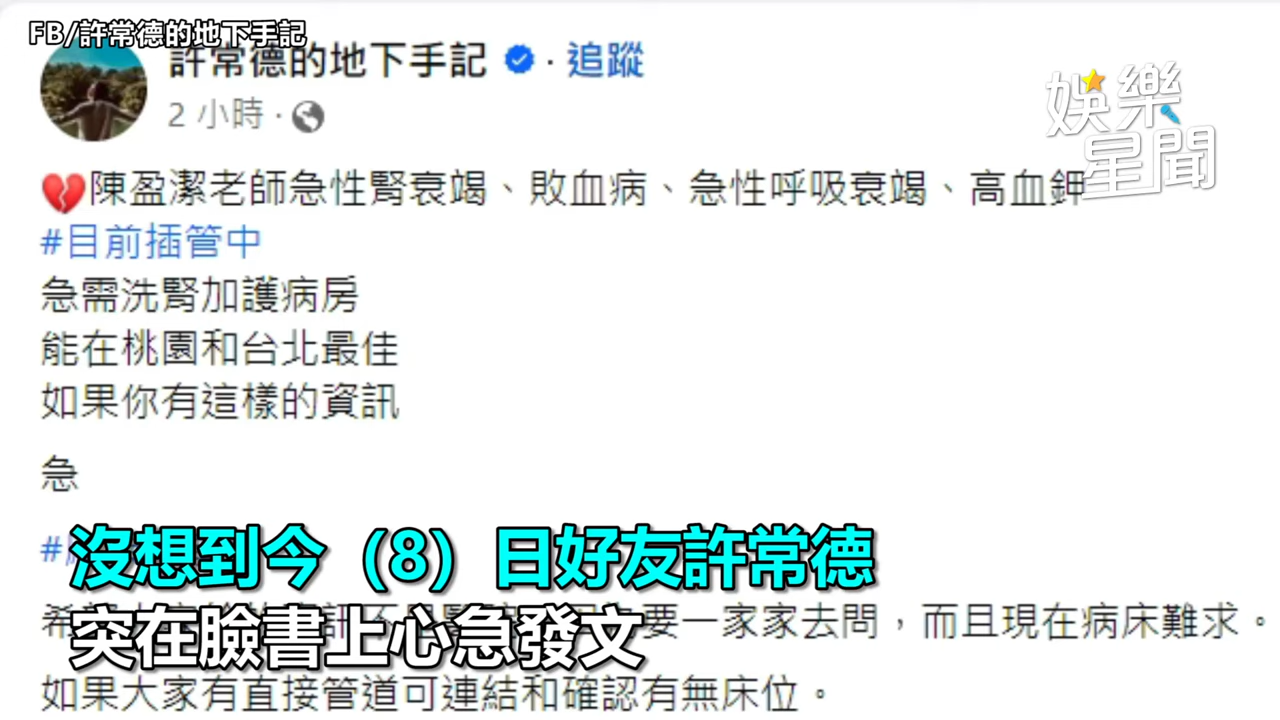 FB/許常德的地下手記
許常德的地下手記 · 追蹤
2 小時 ·
娛樂
星聞
💔陳盈潔老師急性腎衰竭、敗血病、急性呼吸衰竭、高血鉀
#目前插管中
急需洗腎加護病房
能在桃園和台北最佳
如果你有這樣的資訊
急
#
沒想到今（8）日好友許常德
希 要一家家去問，而且現在病床難求。
突在臉書上心急發文
如果大家有直接管道可連結和確認有無床位。